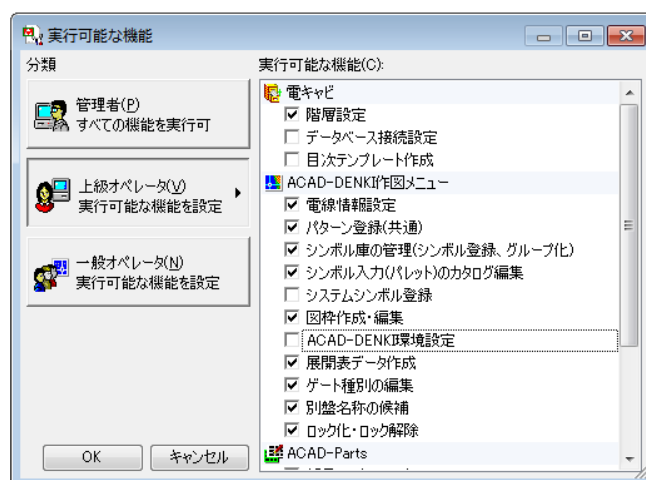 実行可能な機能
分類
管理者(P)
すべての機能を実行可
上級オペレータ(V)
実行可能な機能を設定
一般オペレータ(N)
実行可能な機能を設定
OK
キャンセル
実行可能な機能(C):
電キャビ
階層設定
データベース接続設定
目次テンプレート作成
ACAD-DENKI作図メニュー
電線情報設定
パターン登録(共通)
シンボル庫の管理(シンボル登録、グループ化)
シンボル入力(パレット)のカタログ編集
システムシンボル登録
図枠作成・編集
ACAD-DENKI環境設定
展開表データ作成
ゲート種別の編集
別盤名称の候補
ロック化・ロック解除
ACAD-Parts